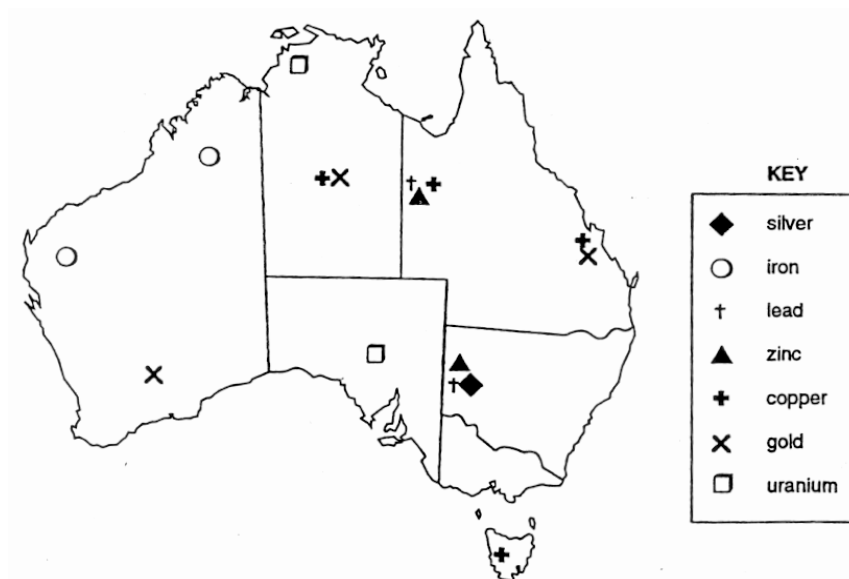 KEY
silver
iron
lead
zinc
copper
gold
uranium